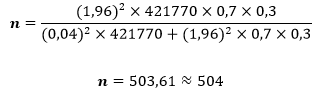 n = (1,96)² × 421770 × 0,7 × 0,3 / (0,04)² × 421770 + (1,96)² × 0,7 × 0,3
n = 503,61 ≈ 504